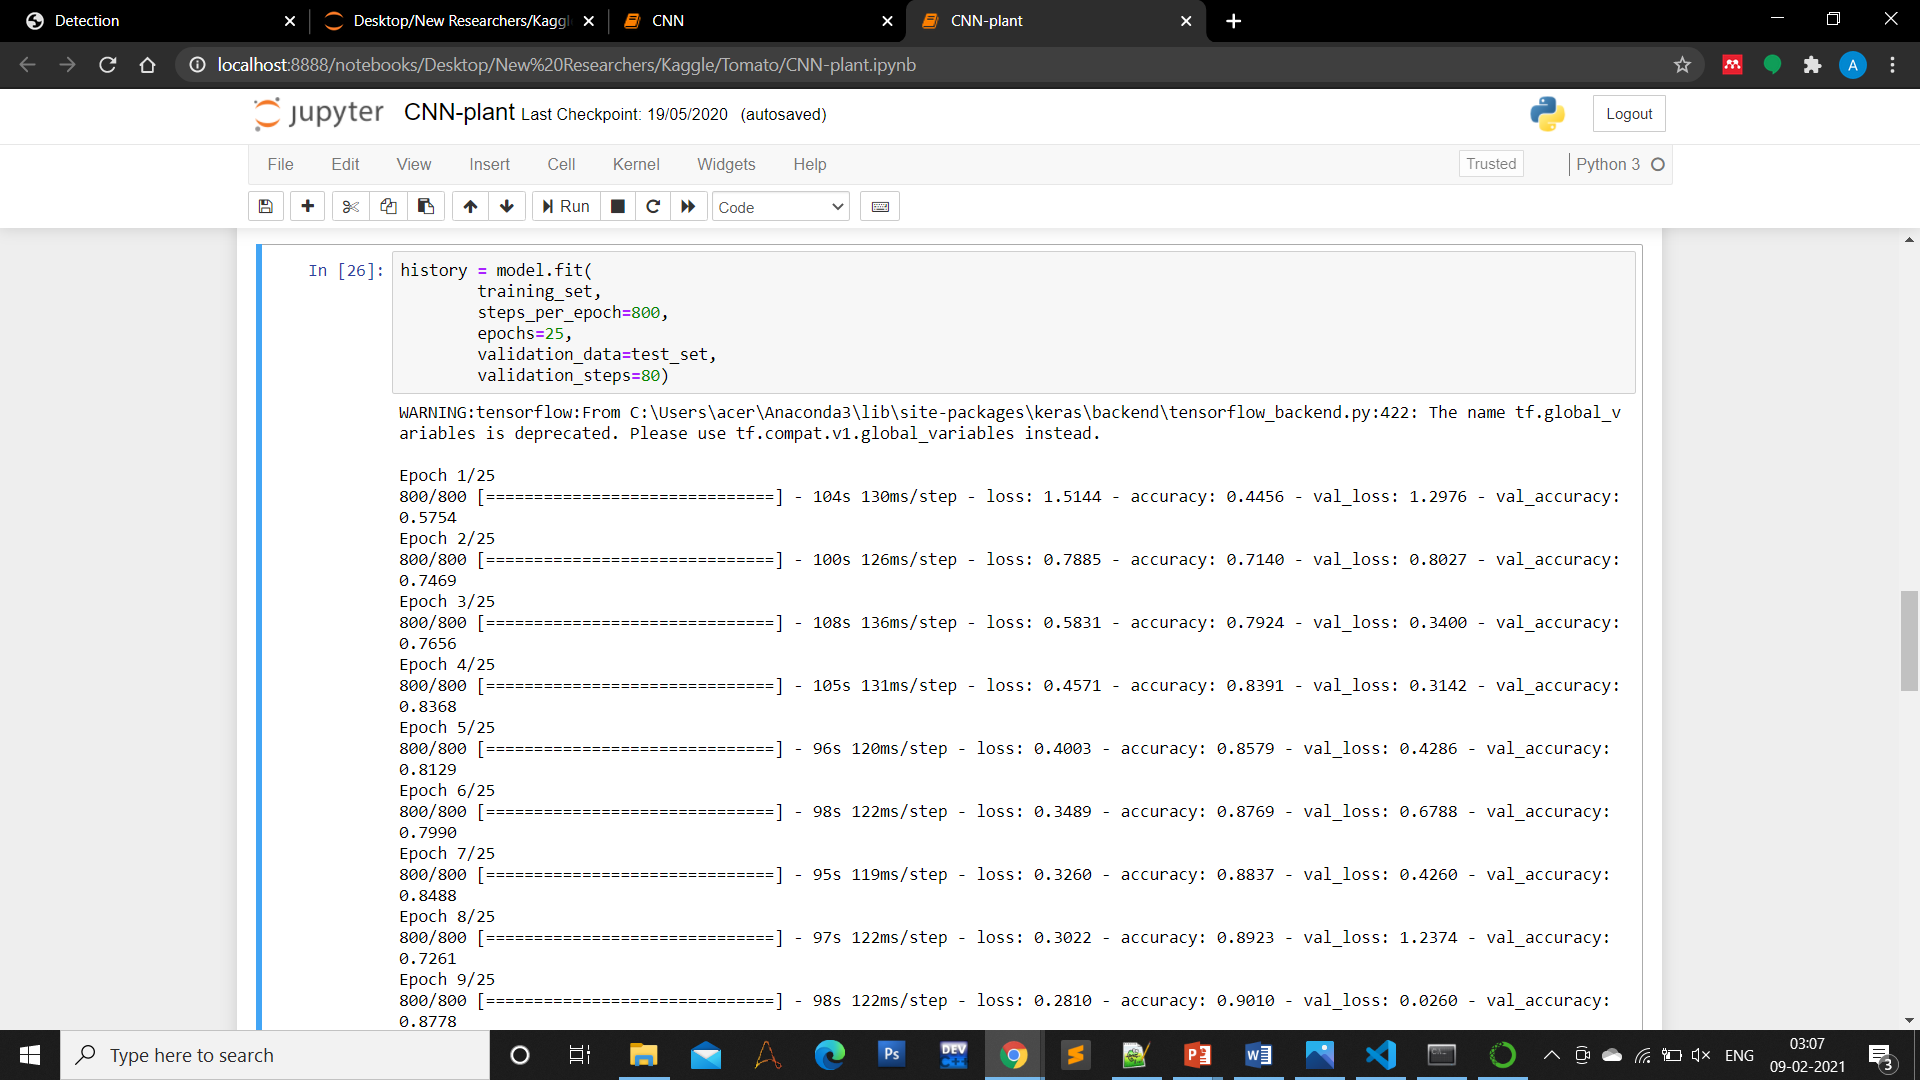 Detection
Desktop/New Researchers/Kaggl
CNN
CNN-plant
localhost:8888/notebooks/Desktop/New%20Researchers/Kaggle/Tomato/CNN-plant.ipynb
A
jupyter CNN-plant Last Checkpoint: 19/05/2020 (autosaved)
Logout
File Edit View Insert Cell Kernel Widgets Help
Trusted
Python 3
Run
Code
In [26]:
history = model.fit(
training_set,
steps_per_epoch=800,
epochs=25,
validation_data=test_set,
validation_steps=80)
WARNING:tensorflow:From C:\Users\acer\Anaconda3\lib\site-packages\keras\backend\tensorflow_backend.py:422: The name tf.global_v
ariables is deprecated. Please use tf.compat.v1.global_variables instead.
Epoch 1/25
800/800 [==============================] - 104s 130ms/step - loss: 1.5144 - accuracy: 0.4456 - val_loss: 1.2976 - val_accuracy:
0.5754
Epoch 2/25
800/800 [==============================] - 100s 126ms/step - loss: 0.7885 - accuracy: 0.7140 - val_loss: 0.8027 - val_accuracy:
0.7469
Epoch 3/25
800/800 [==============================] - 108s 136ms/step - loss: 0.5831 - accuracy: 0.7924 - val_loss: 0.3400 - val_accuracy:
0.7656
Epoch 4/25
800/800 [==============================] - 105s 131ms/step - loss: 0.4571 - accuracy: 0.8391 - val_loss: 0.3142 - val_accuracy:
0.8368
Epoch 5/25
800/800 [==============================] - 96s 120ms/step - loss: 0.4003 - accuracy: 0.8579 - val_loss: 0.4286 - val_accuracy:
0.8129
Epoch 6/25
800/800 [==============================] - 98s 122ms/step - loss: 0.3489 - accuracy: 0.8769 - val_loss: 0.6788 - val_accuracy:
0.7990
Epoch 7/25
800/800 [==============================] - 95s 119ms/step - loss: 0.3260 - accuracy: 0.8837 - val_loss: 0.4260 - val_accuracy:
0.8488
Epoch 8/25
800/800 [==============================] - 97s 122ms/step - loss: 0.3022 - accuracy: 0.8923 - val_loss: 1.2374 - val_accuracy:
0.7261
Epoch 9/25
800/800 [==============================] - 98s 122ms/step - loss: 0.2810 - accuracy: 0.9010 - val_loss: 0.0260 - val_accuracy:
0.8778
Type here to search
Ps
DEV
ENG
03:07
09-02-2021
3